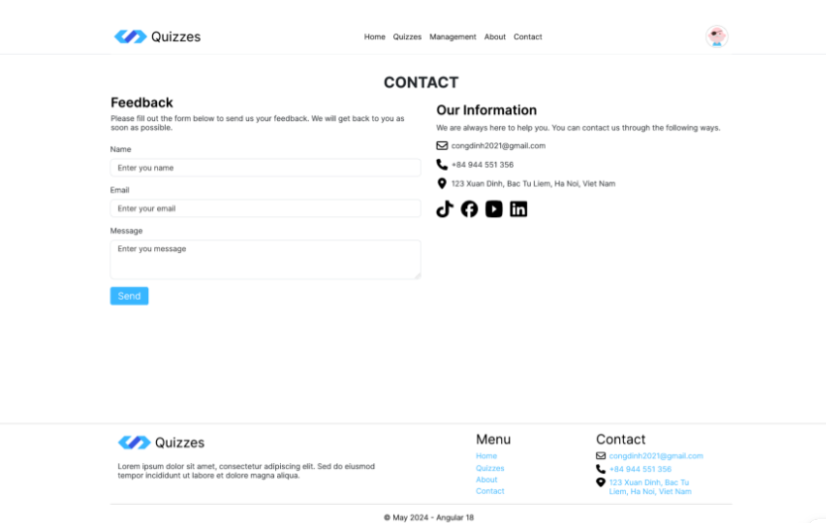 Quizzes
Home Quizzes Management About Contact
CONTACT
Feedback
Please fill out the form below to send us your feedback. We will get back to you as
soon as possible.
Name
Enter you name
Email
Enter your email
Message
Enter you message
Send
Our Information
We are always here to help you. You can contact us through the following ways.
congdinh2021@gmail.com
+84 944 551 356
123 Xuan Dinh, Bac Tu Liem, Ha Noi, Viet Nam
Quizzes
Lorem ipsum dolor sit amet, consectetur adipiscing elit. Sed do eiusmod
tempor incididunt ut labore et dolore magna aliqua.
Menu
Home
Quizzes
About
Contact
Contact
congdinh2021@gmail.com
+84 944 551 356
123 Xuan Dinh, Bac Tu
Liem, Ha Noi, Viet Nam
© May 2024 - Angular 18